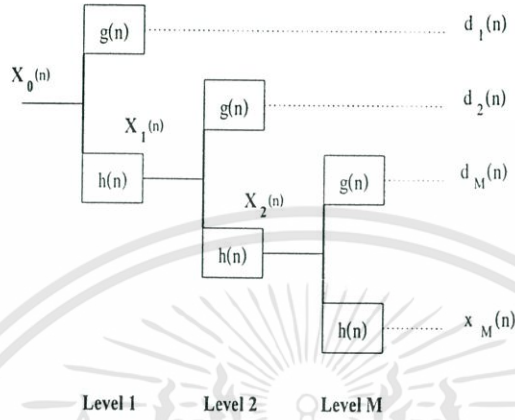 g(n) d_1(n)
X_0(n)
X_1(n) g(n) d_2(n)
h(n) X_2(n) g(n) d_M(n)
h(n)
h(n) x_M(n)
Level 1 Level 2 Level M